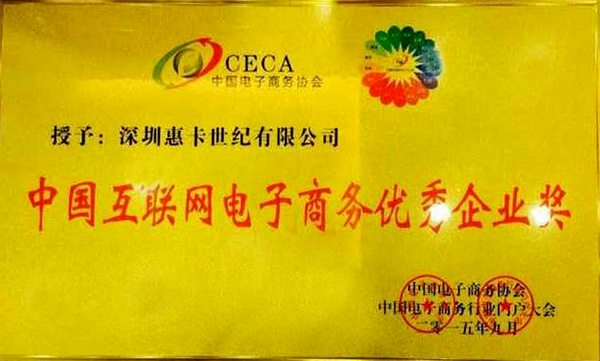 CECA
中国电子商务协会
授予：深圳惠卡世纪有限公司
中国互联网电子商务优秀企业奖
中国电子商务协会
中国电子商务行业门户大会
二零一五年九月